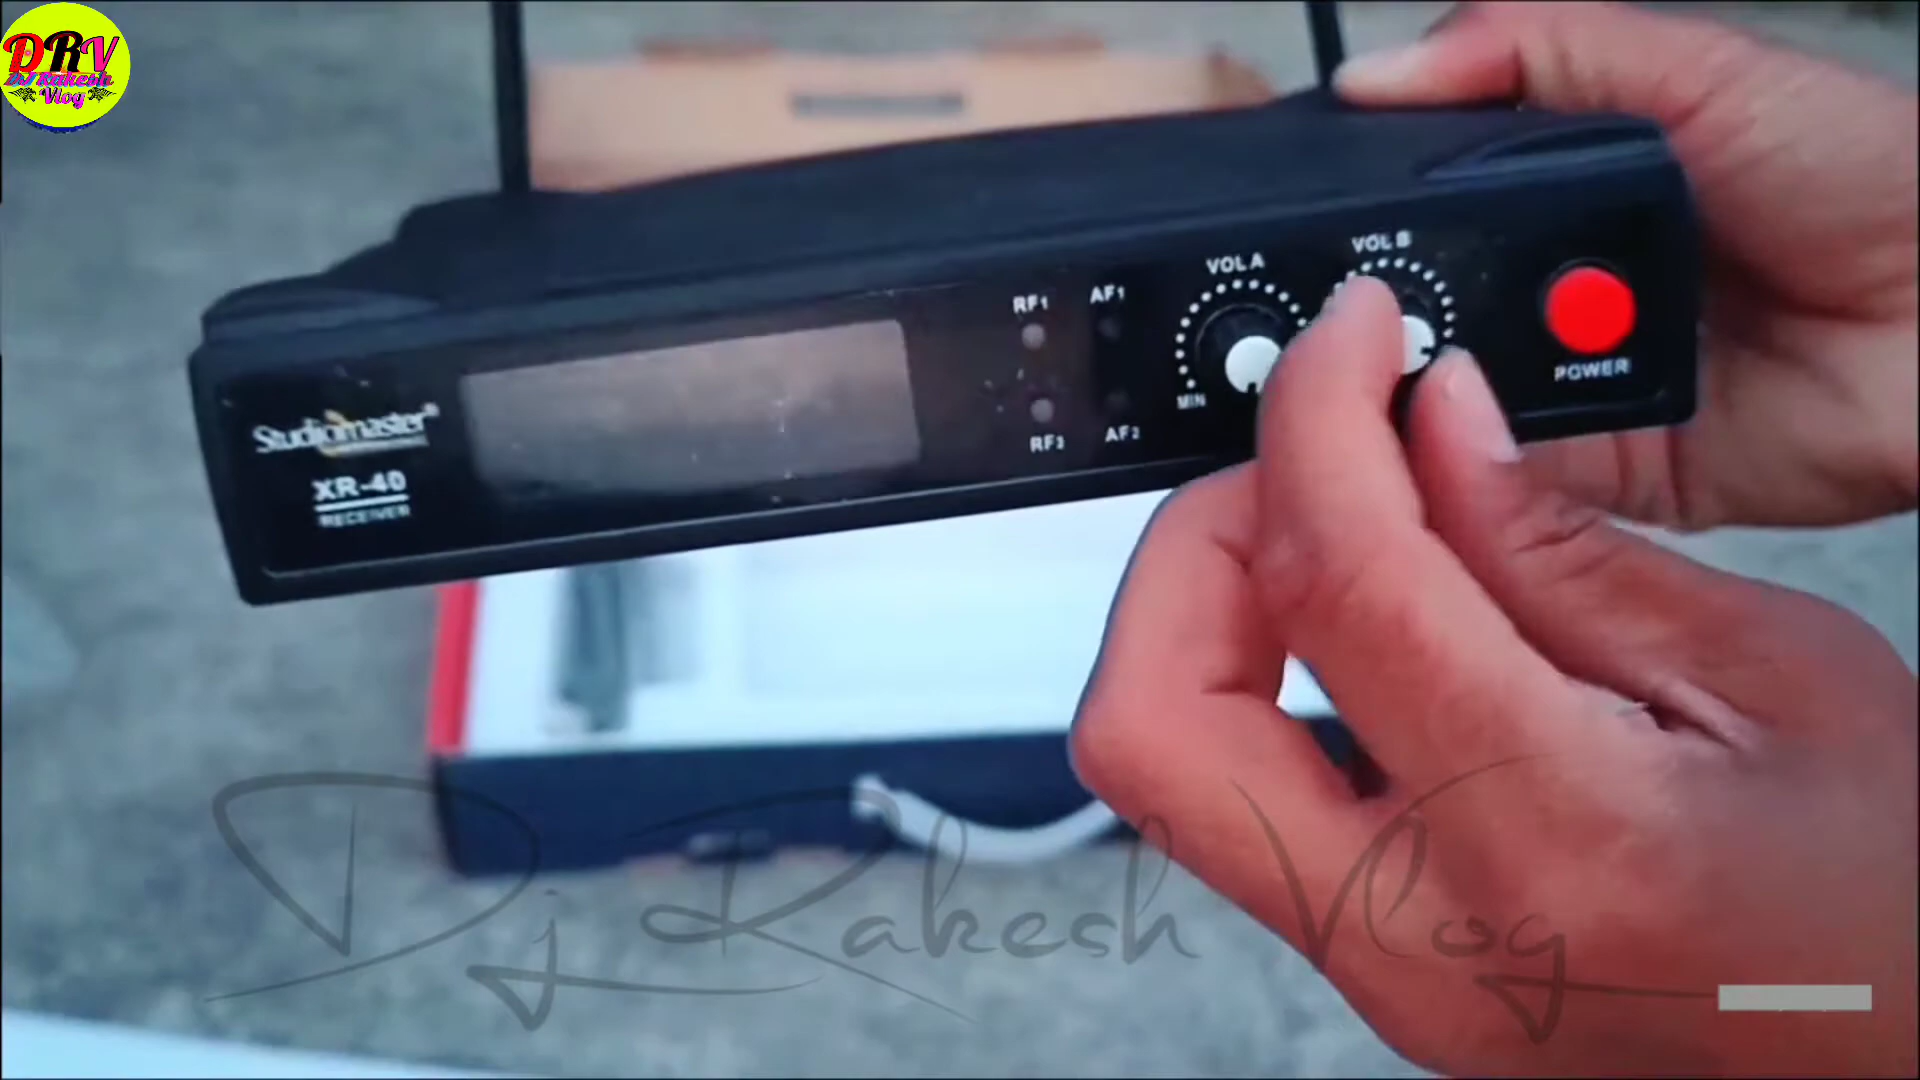 DRV
DJ Rakesh
Vlog
VOL A
VOL B
RF1
AF1
MIN
POWER
Studiomaster®
RF2
AF2
XR-40
RECEIVER
Dj Rakesh Vlog